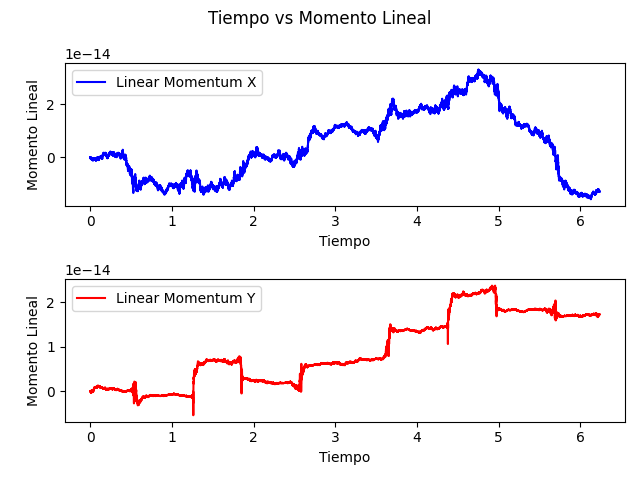 Tiempo vs Momento Lineal
1e−14
Linear Momentum X
Momento Lineal
2
0
0 1 2 3 4 5 6
Tiempo
1e−14
Linear Momentum Y
Momento Lineal
2
1
0
0 1 2 3 4 5 6
Tiempo